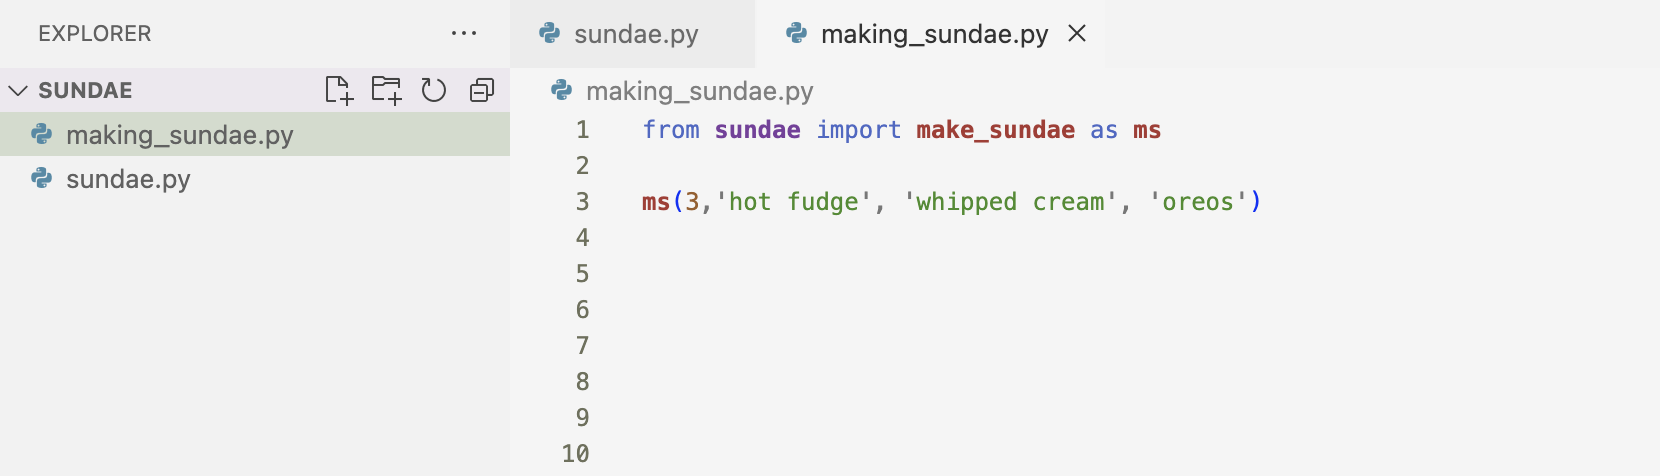 EXPLORER ...
SUNDAE
making_sundae.py
sundae.py
sundae.py making_sundae.py
making_sundae.py
1 from sundae import make_sundae as ms
2
3 ms(3,'hot fudge', 'whipped cream', 'oreos')
4
5
6
7
8
9
10